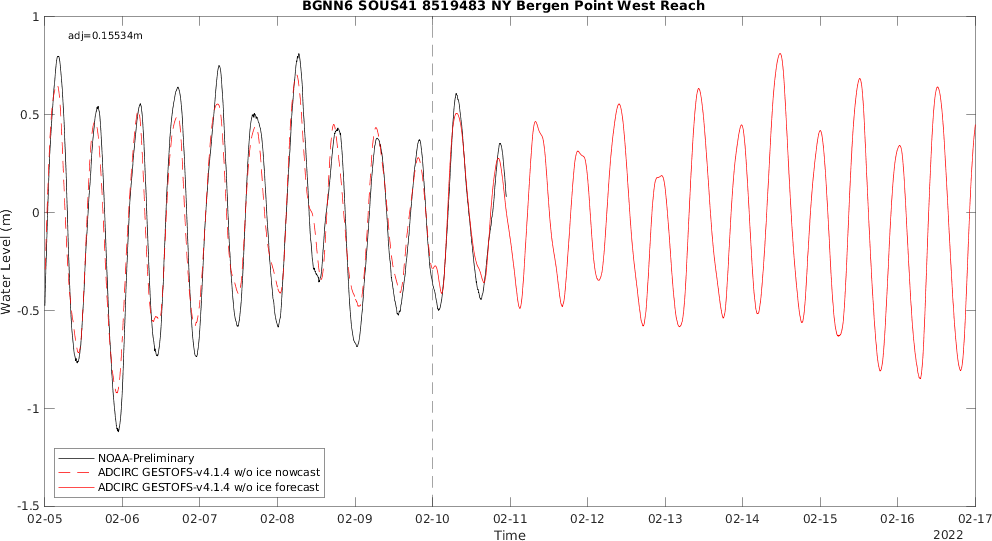 BGNN6 SOUS41 8519483 NY Bergen Point West Reach
adj=0.15534m
1
0.5
0
-0.5
-1
-1.5
Water Level (m)
NOAA-Preliminary
ADCIRC GESTOFS-v4.1.4 w/o ice nowcast
ADCIRC GESTOFS-v4.1.4 w/o ice forecast
02-05 02-06 02-07 02-08 02-09 02-10 02-11 02-12 02-13 02-14 02-15 02-16 02-17
Time
2022